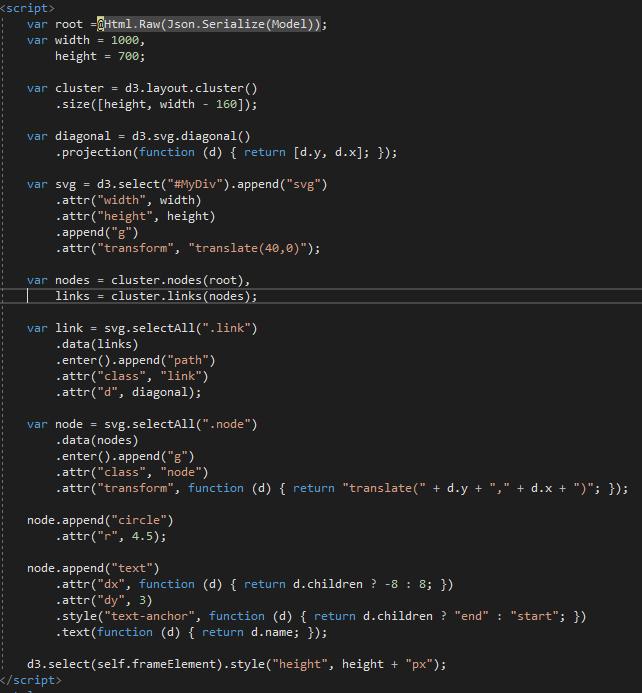 <script>
var root =@Html.Raw(Json.Serialize(Model));
var width = 1000,
height = 700;
var cluster = d3.layout.cluster()
.size([height, width - 160]);
var diagonal = d3.svg.diagonal()
.projection(function (d) { return [d.y, d.x]; });
var svg = d3.select("#MyDiv").append("svg")
.attr("width", width)
.attr("height", height)
.append("g")
.attr("transform", "translate(40,0)");
var nodes = cluster.nodes(root),
links = cluster.links(nodes);
var link = svg.selectAll(".link")
.data(links)
.enter().append("path")
.attr("class", "link")
.attr("d", diagonal);
var node = svg.selectAll(".node")
.data(nodes)
.enter().append("g")
.attr("class", "node")
.attr("transform", function (d) { return "translate(" + d.y + "," + d.x + ")"; });
node.append("circle")
.attr("r", 4.5);
node.append("text")
.attr("dx", function (d) { return d.children ? -8 : 8; })
.attr("dy", 3)
.style("text-anchor", function (d) { return d.children ? "end" : "start"; })
.text(function (d) { return d.name; });
d3.select(self.frameElement).style("height", height + "px");
</script>